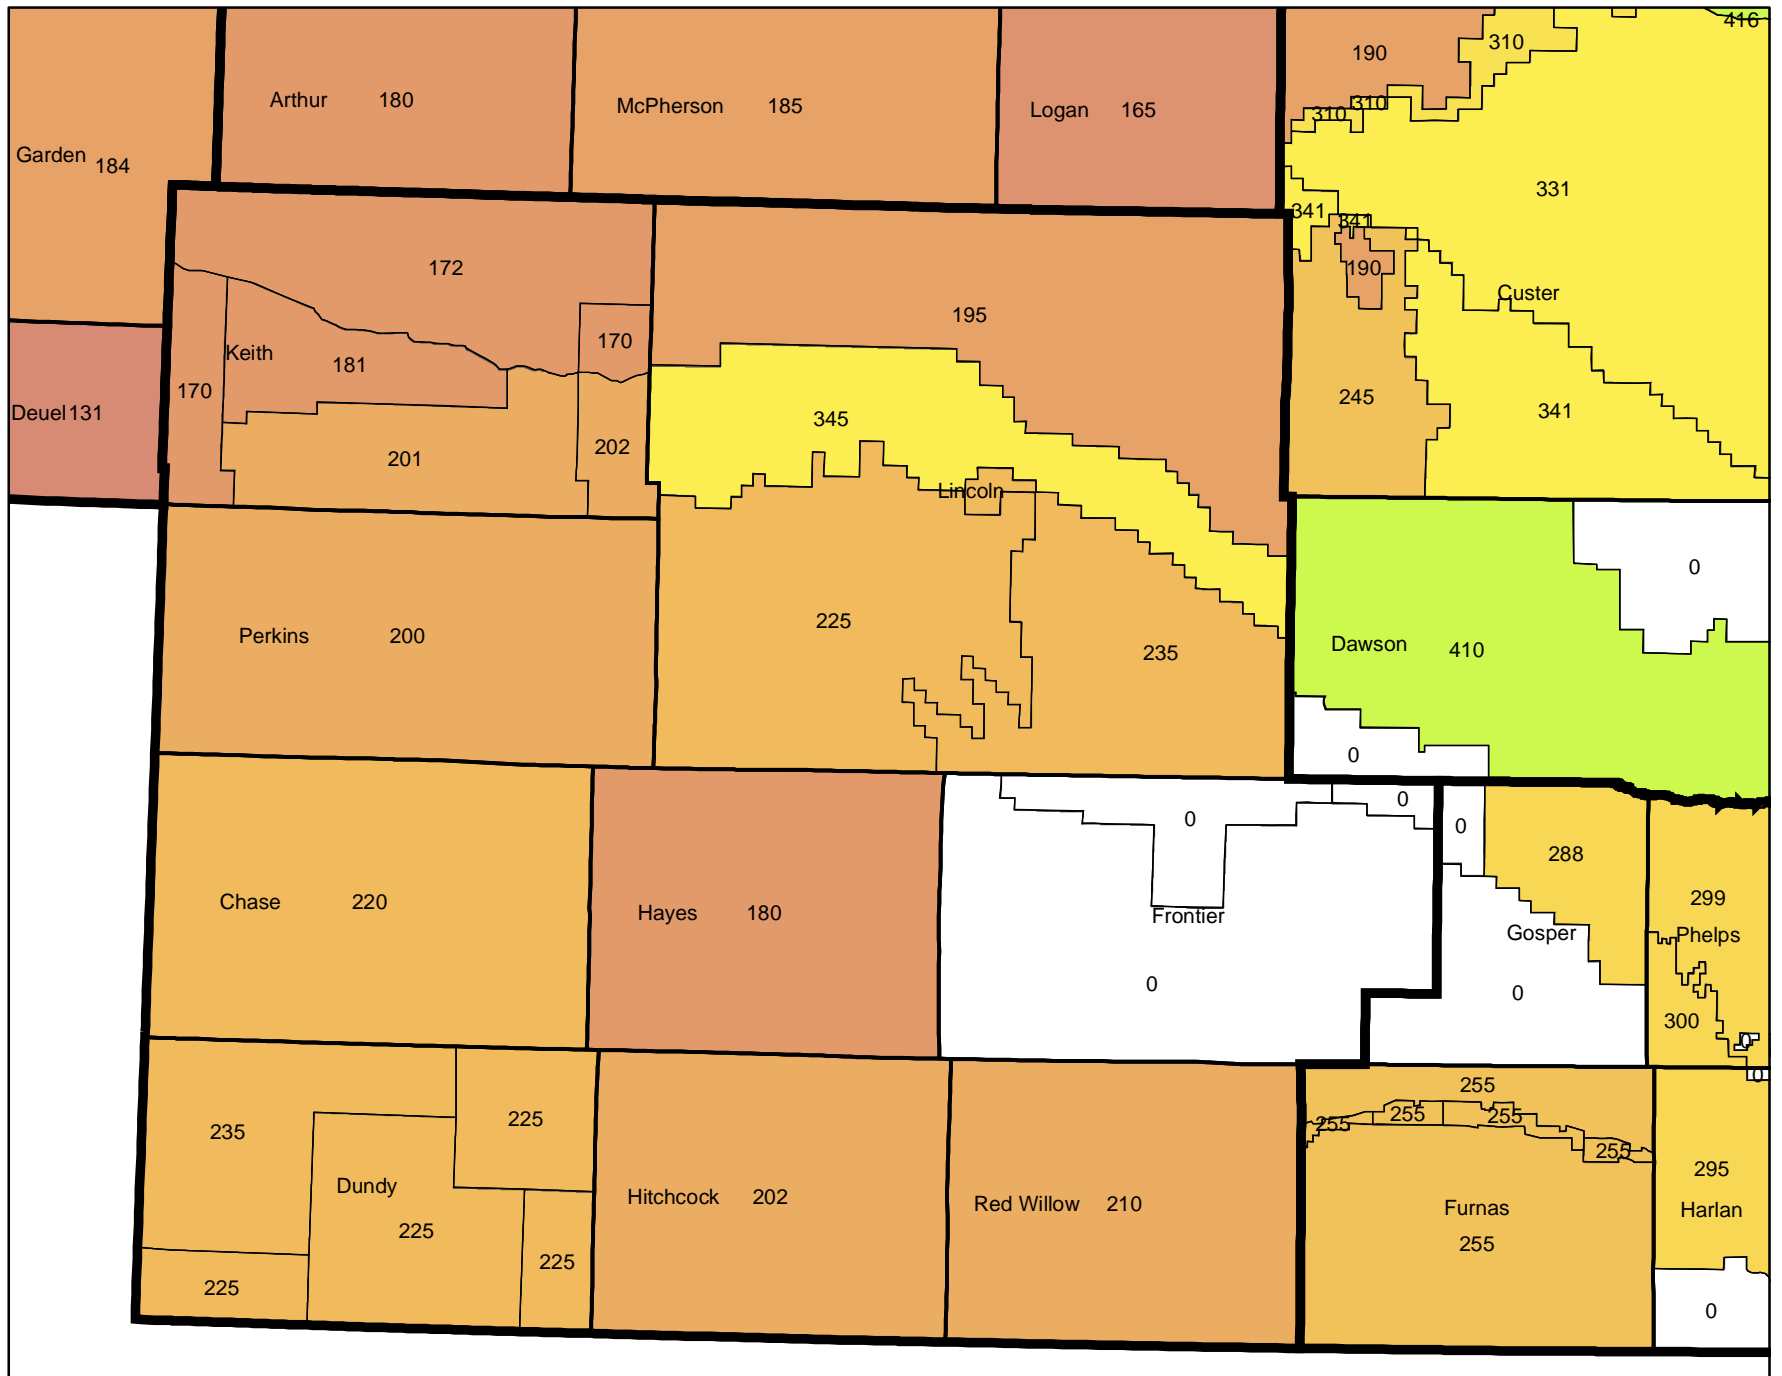 416
190
310
Arthur 180
McPherson 185
Logan 165
310
310
Garden 184
331
341
341
172
190
Custer
195
170
Keith
181
170
245
341
Deuel 131
345
202
201
Lincoln
0
225
Perkins 200
235
Dawson 410
0
0
0
0
288
Chase 220
Hayes 180
299
Frontier
Gosper
Phelps
0
0
300
0
0
255
235
225
255
255
255
255
295
Dundy
Hitchcock 202
Red Willow 210
Furnas
Harlan
225
255
225
225
0